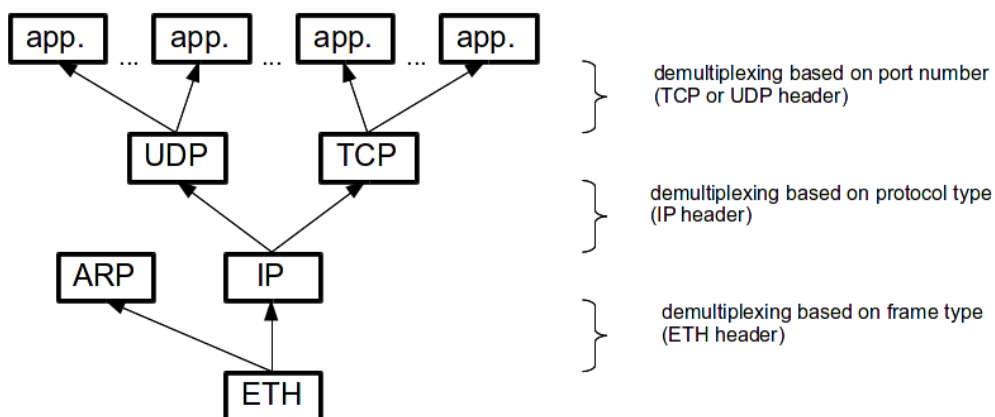 app. ... app. ... app. ... app.
demultiplexing based on port number
(TCP or UDP header)
UDP TCP
demultiplexing based on protocol type
(IP header)
ARP IP
demultiplexing based on frame type
(ETH header)
ETH